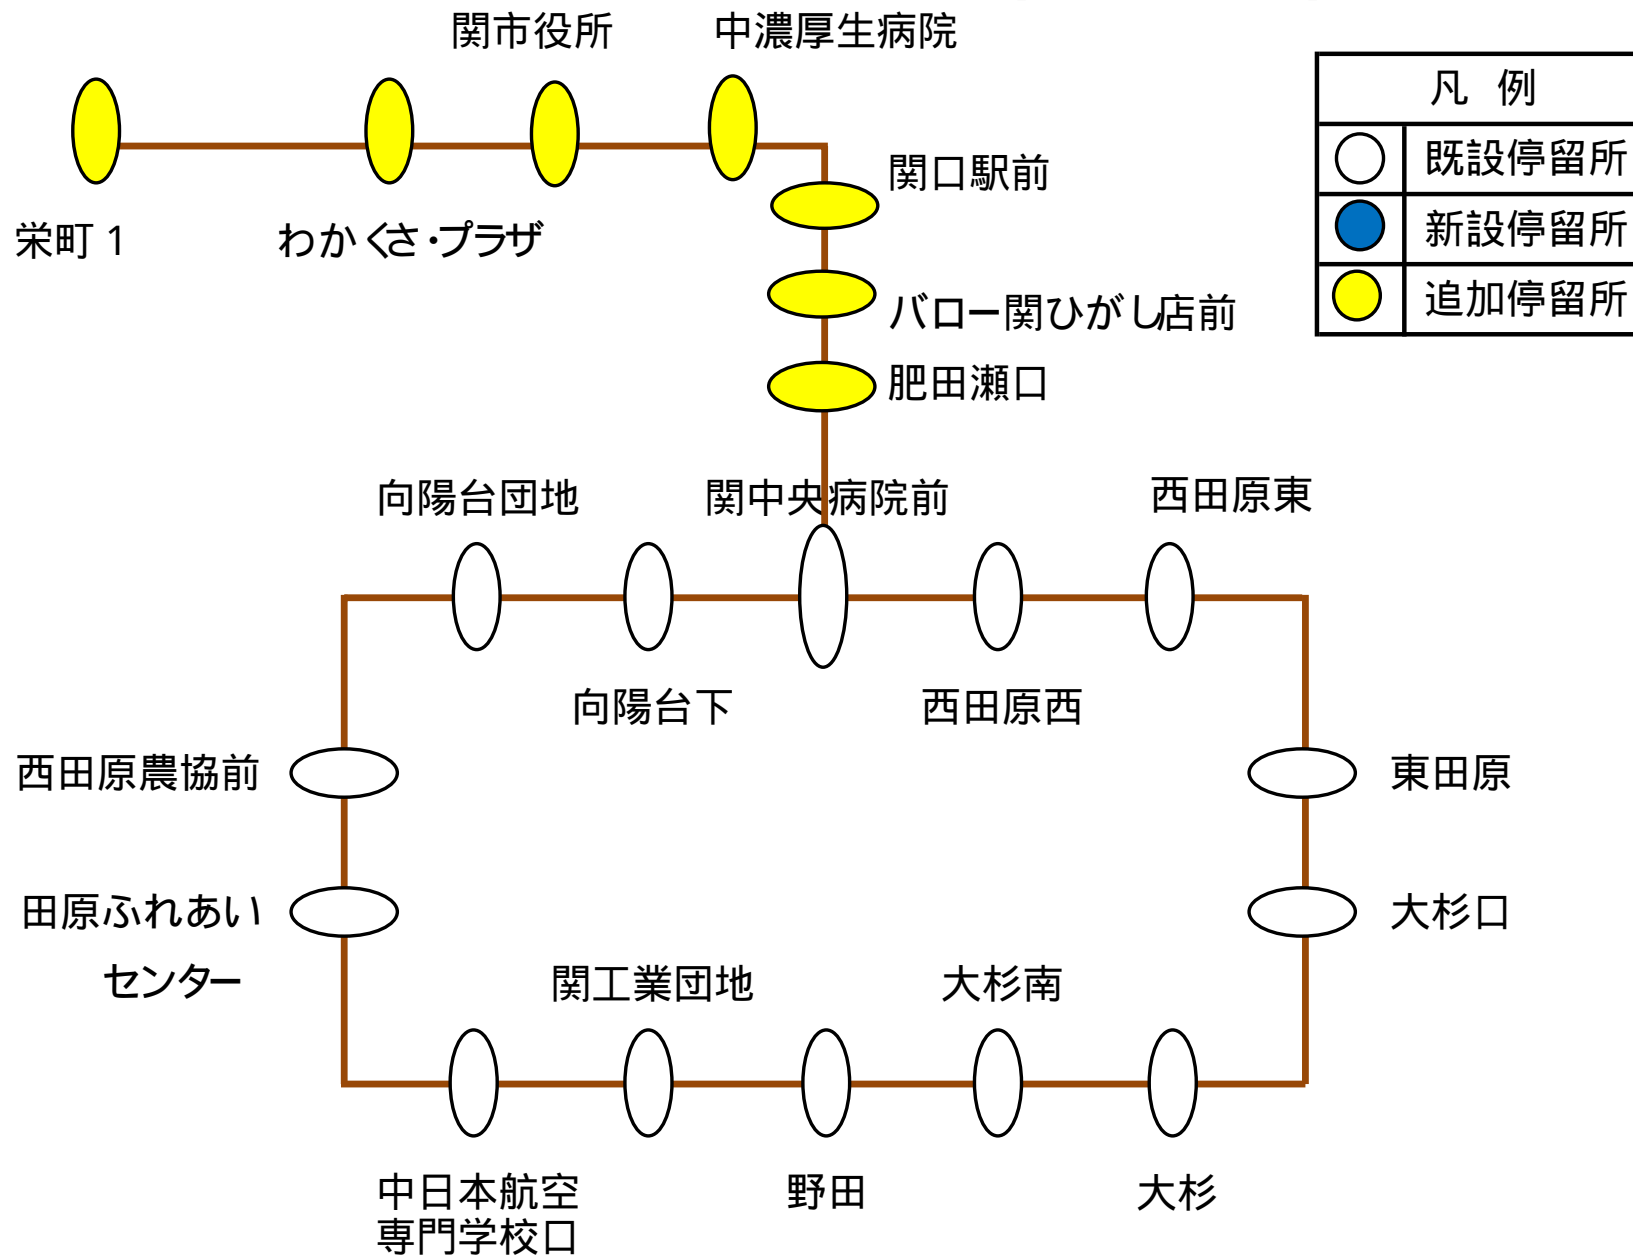 関市役所
中濃厚生病院
凡 例
既設停留所
新設停留所
追加停留所
栄町 1
わかくさ・プラザ
関口駅前
バロー関ひがし店前
肥田瀬口
向陽台団地
関中央病院前
西田原東
向陽台下
西田原西
西田原農協前
東田原
田原ふれあい
センター
大杉口
関工業団地
大杉南
中日本航空
専門学校口
野田
大杉